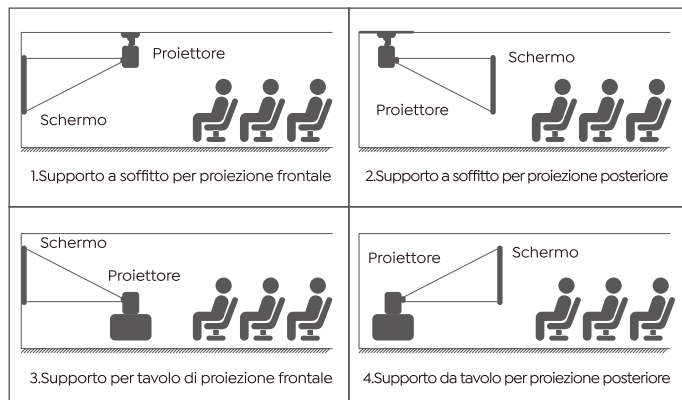 Proiettore
Schermo
1.Supporto a soffitto per proiezione frontale
Schermo
Proiettore
2.Supporto a soffitto per proiezione posteriore
Schermo
Proiettore
3.Supporto per tavolo di proiezione frontale
Proiettore
Schermo
4.Supporto da tavolo per proiezione posteriore